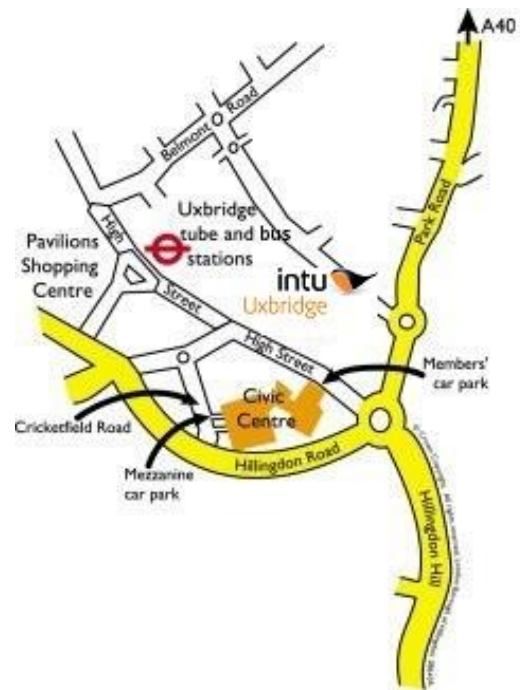 A40
Belmont Road
Park Road
High
Street
Uxbridge
tube and bus
stations
Pavilions
Shopping
Centre
intu
Uxbridge
High Street
Members'
car park
Civic
Centre
Cricketfield Road
Mezzanine
car park
Hillingdon Road
Hillingdon Hill